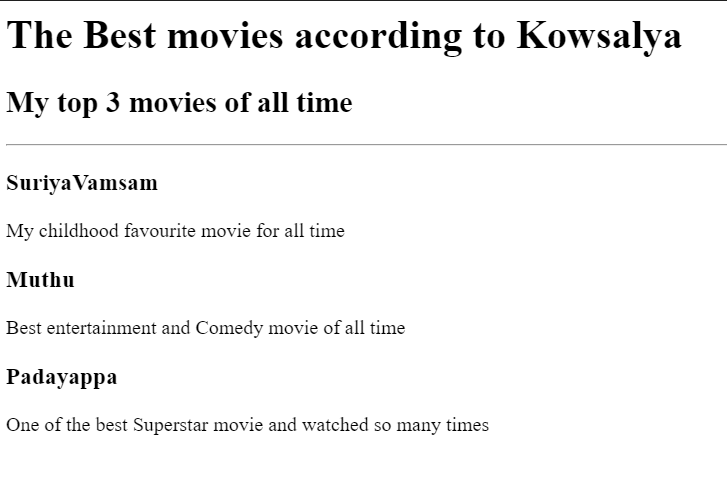 The Best movies according to Kowsalya
My top 3 movies of all time
SuriyaVamsam
My childhood favourite movie for all time
Muthu
Best entertainment and Comedy movie of all time
Padayappa
One of the best Superstar movie and watched so many times